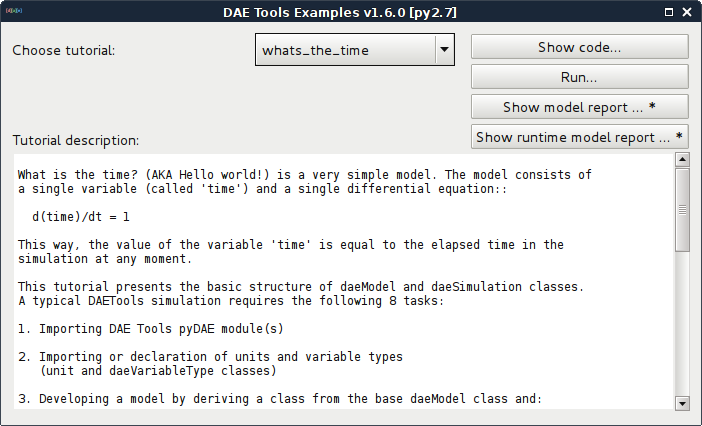 DAE Tools Examples v1.6.0 [py2.7]
Choose tutorial:
whats_the_time
Show code...
Run...
Show model report ... *
Show runtime model report ... *
Tutorial description:
What is the time? (AKA Hello world!) is a very simple model. The model consists of
a single variable (called 'time') and a single differential equation::
d(time)/dt = 1
This way, the value of the variable 'time' is equal to the elapsed time in the
simulation at any moment.
This tutorial presents the basic structure of daeModel and daeSimulation classes.
A typical DAETools simulation requires the following 8 tasks:
1. Importing DAE Tools pyDAE module(s)
2. Importing or declaration of units and variable types
(unit and daeVariableType classes)
3. Developing a model by deriving a class from the base daeModel class and: